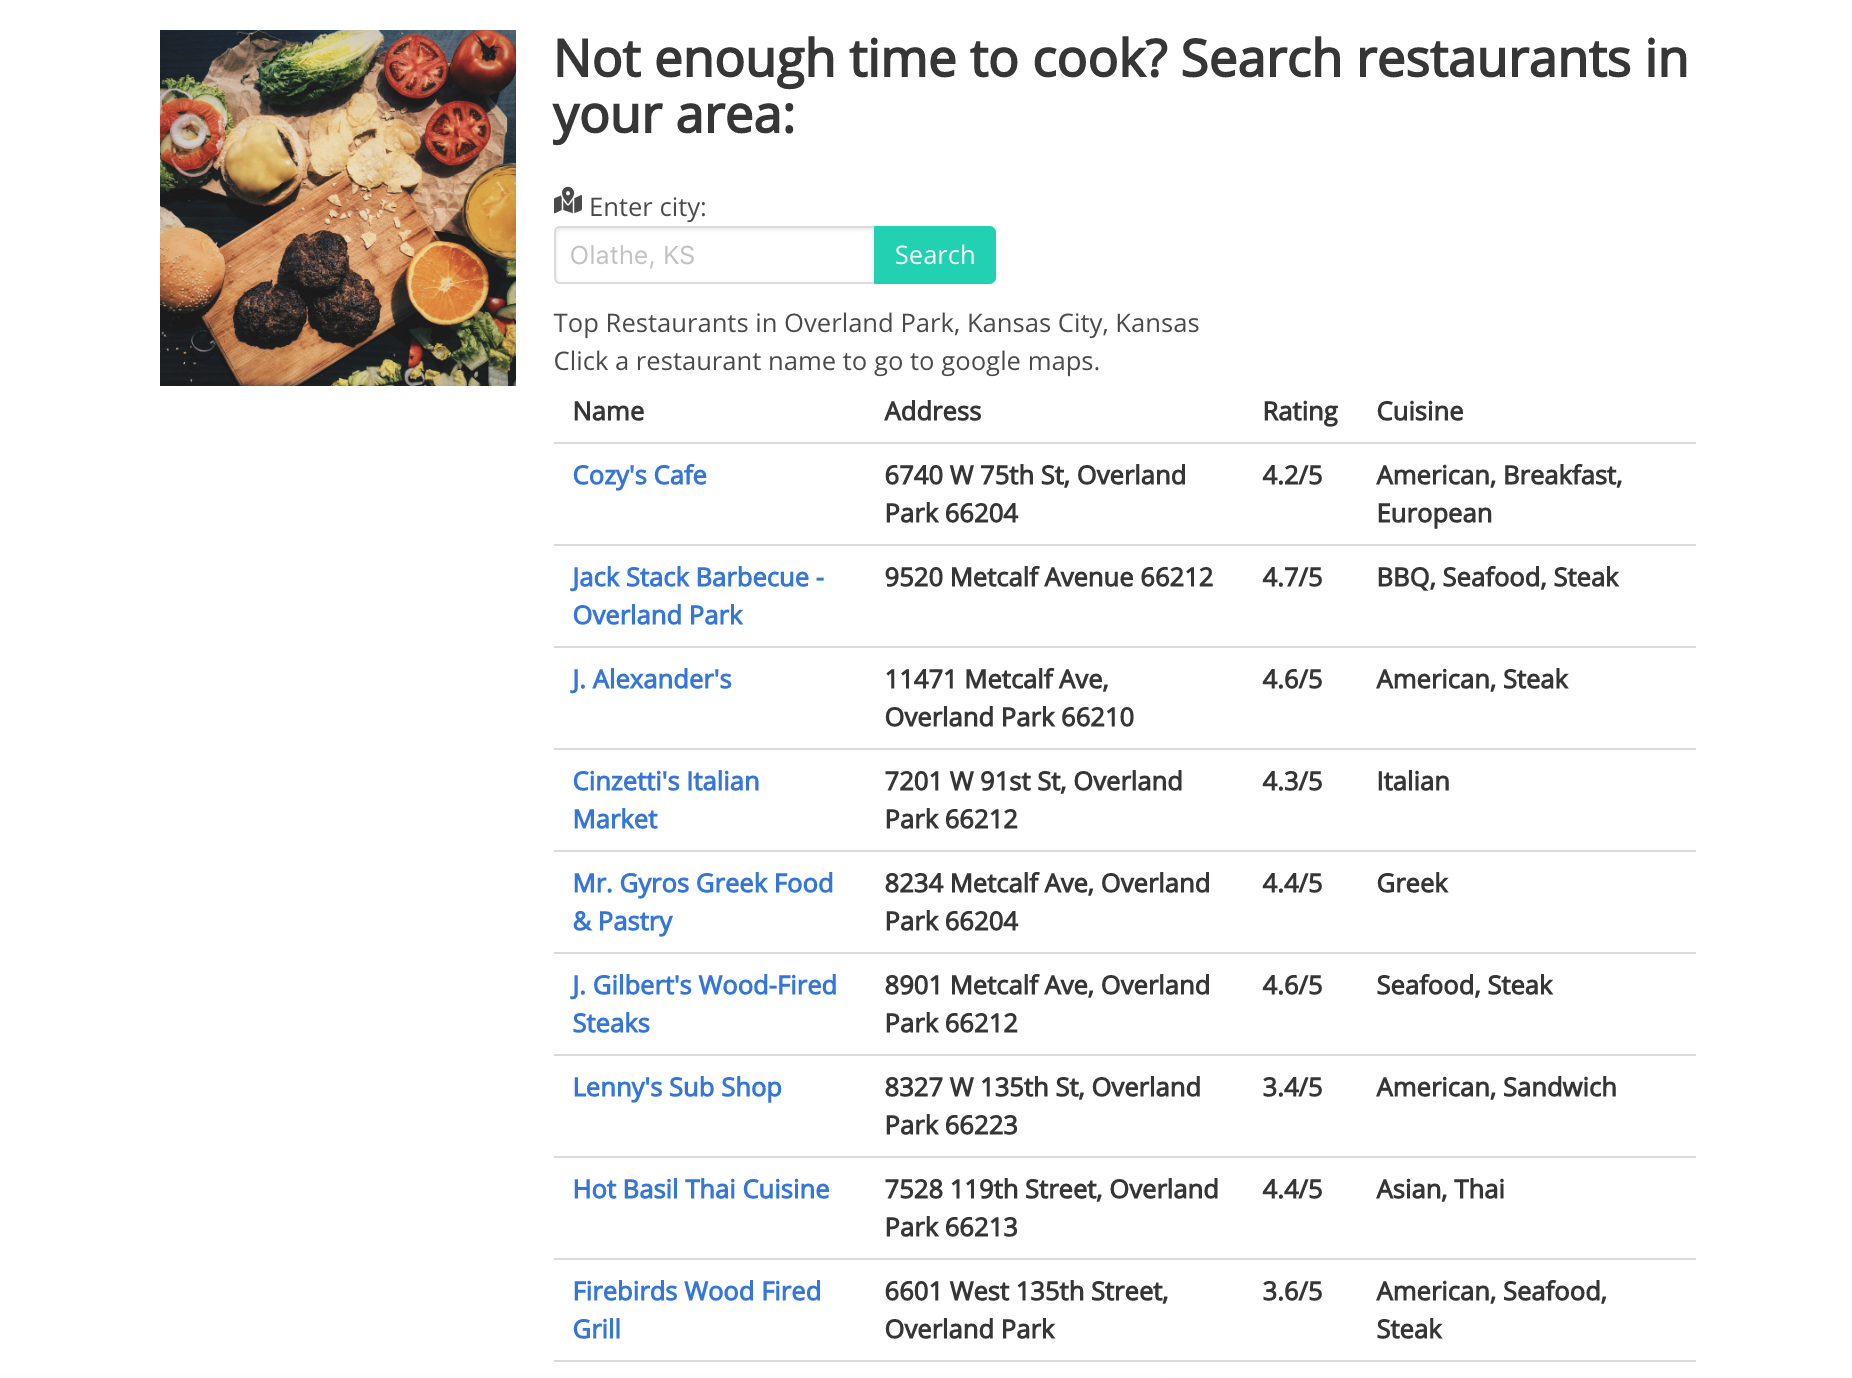 Not enough time to cook? Search restaurants in
your area:
Enter city:
Olathe, KS
Search
Top Restaurants in Overland Park, Kansas City, Kansas
Click a restaurant name to go to google maps.
Name Address Rating Cuisine
Cozy's Cafe 6740 W 75th St, Overland 4.2/5 American, Breakfast,
Park 66204 European
Jack Stack Barbecue - 9520 Metcalf Avenue 66212 4.7/5 BBQ, Seafood, Steak
Overland Park
J. Alexander's 11471 Metcalf Ave, 4.6/5 American, Steak
Overland Park 66210
Cinzetti's Italian 7201 W 91st St, Overland 4.3/5 Italian
Market Park 66212
Mr. Gyros Greek Food 8234 Metcalf Ave, Overland 4.4/5 Greek
& Pastry Park 66204
J. Gilbert's Wood-Fired 8901 Metcalf Ave, Overland 4.6/5 Seafood, Steak
Steaks Park 66212
Lenny's Sub Shop 8327 W 135th St, Overland 3.4/5 American, Sandwich
Park 66223
Hot Basil Thai Cuisine 7528 119th Street, Overland 4.4/5 Asian, Thai
Park 66213
Firebirds Wood Fired 6601 West 135th Street, 3.6/5 American, Seafood,
Grill Overland Park Steak